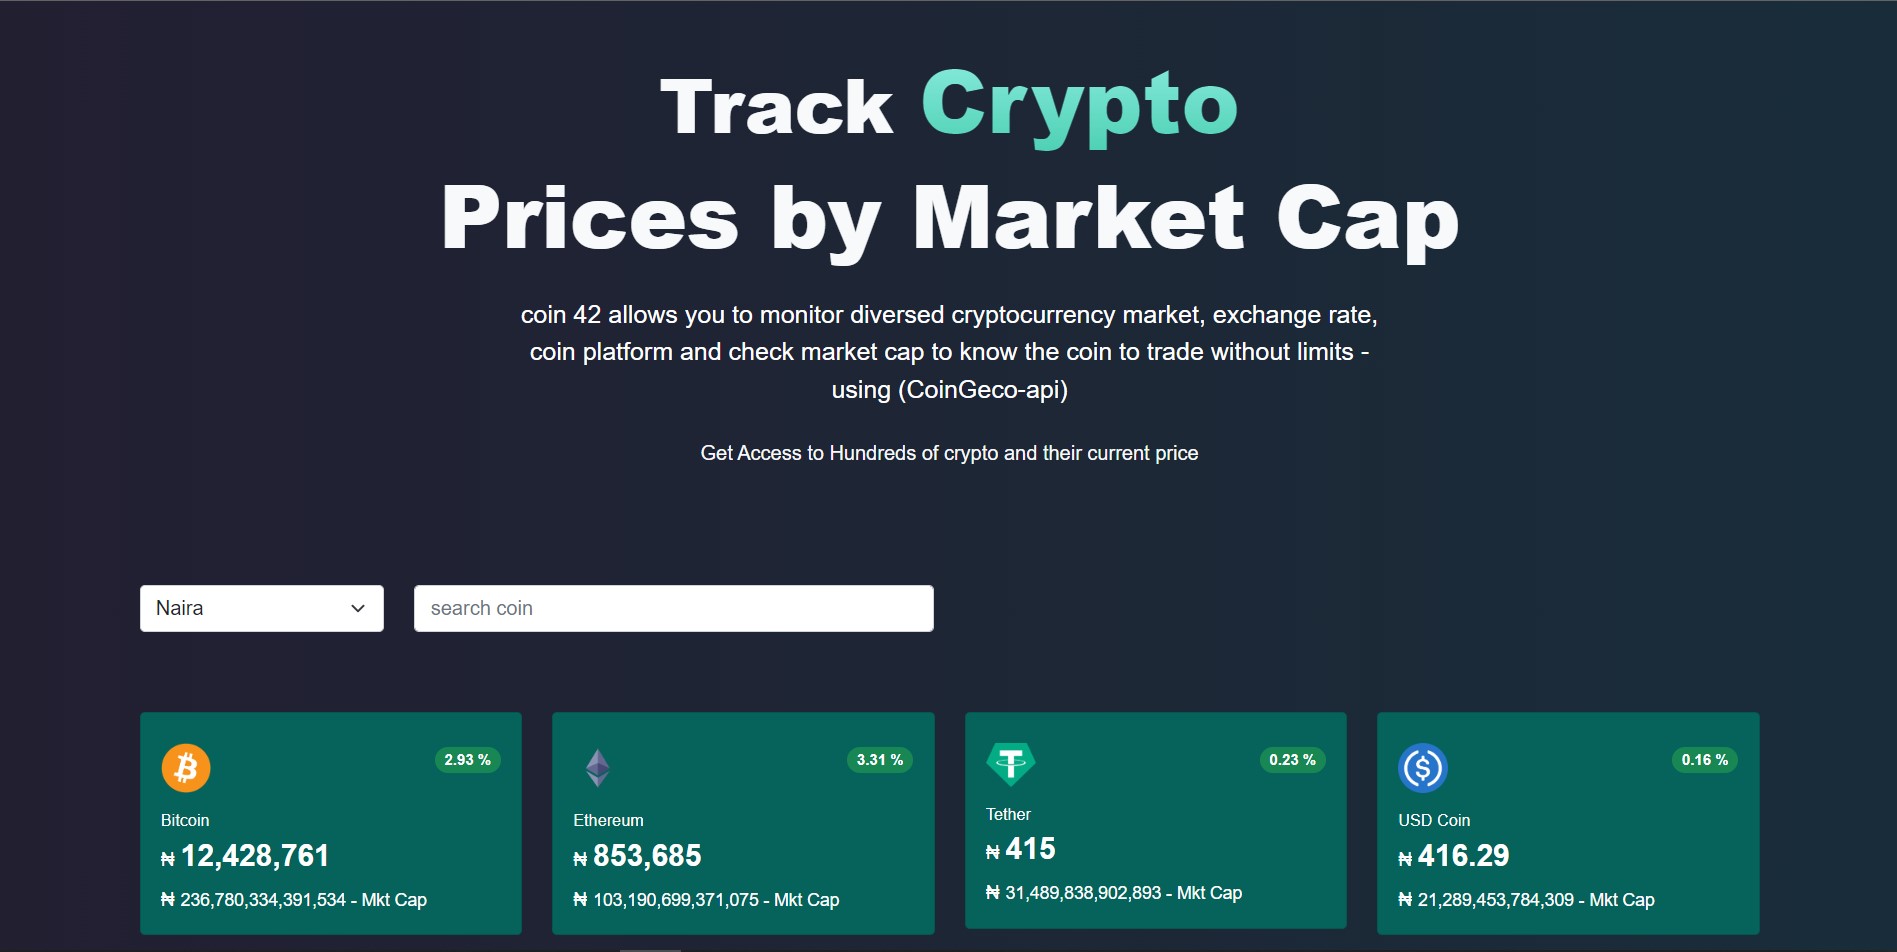 Track Crypto
Prices by Market Cap
coin 42 allows you to monitor diversed cryptocurrency market, exchange rate,
coin platform and check market cap to know the coin to trade without limits -
using (CoinGeco-api)
Get Access to Hundreds of crypto and their current price
Naira
search coin
2.93 %
Bitcoin
₦ 12,428,761
₦ 236,780,334,391,534 - Mkt Cap
3.31 %
Ethereum
₦ 853,685
₦ 103,190,699,371,075 - Mkt Cap
0.23 %
Tether
₦ 415
₦ 31,489,838,902,893 - Mkt Cap
0.16 %
USD Coin
₦ 416.29
₦ 21,289,453,784,309 - Mkt Cap